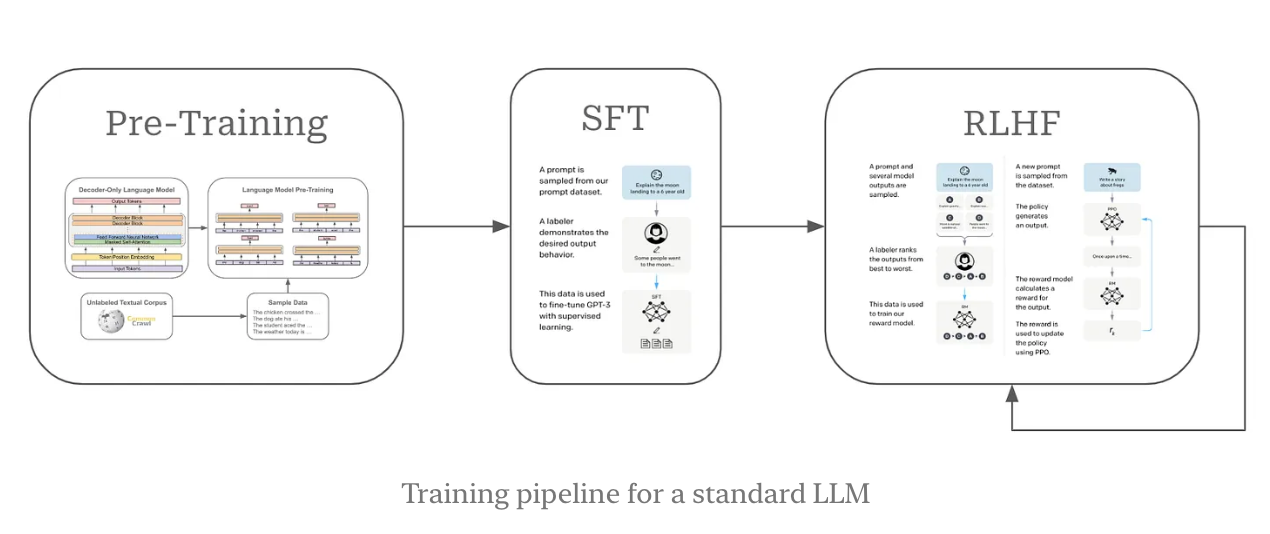 Pre-Training
Decoder-Only Language Model
Output Tokens
Decoder Block
Decoder Block
Feed-Forward Neural Network
Masked Self-Attention
Token Position Embedding
Input Tokens
Language Model Pre-Training
Unlabeled Textual Corpus
Common
Crawl
Sample Data
The chicken crossed the ...
The dog ate his ...
The student aced the ...
The weather today is ...
SFT
A prompt is
sampled from our
prompt dataset.
Explain the moon
landing to a 6 year old
A labeler
demonstrates the
desired output
behavior.
Some people went
to the moon...
This data is used
to fine-tune GPT-3
with supervised
learning.
SFT
RLHF
A prompt and
several model
outputs are
sampled.
Explain the moon
landing to a 6 year old
A
B
C
D
A labeler ranks
the outputs from
best to worst.
D > C > A > B
This data is used
to train our
reward model.
RM
D > C > A > B
A new prompt
is sampled from
the dataset.
Write a story
about frogs
The policy
generates
an output.
PPO
Once upon a time...
The reward model
calculates a
reward for
the output.
RM
The reward is
used to update
the policy
using PPO.
r k
Training pipeline for a standard LLM